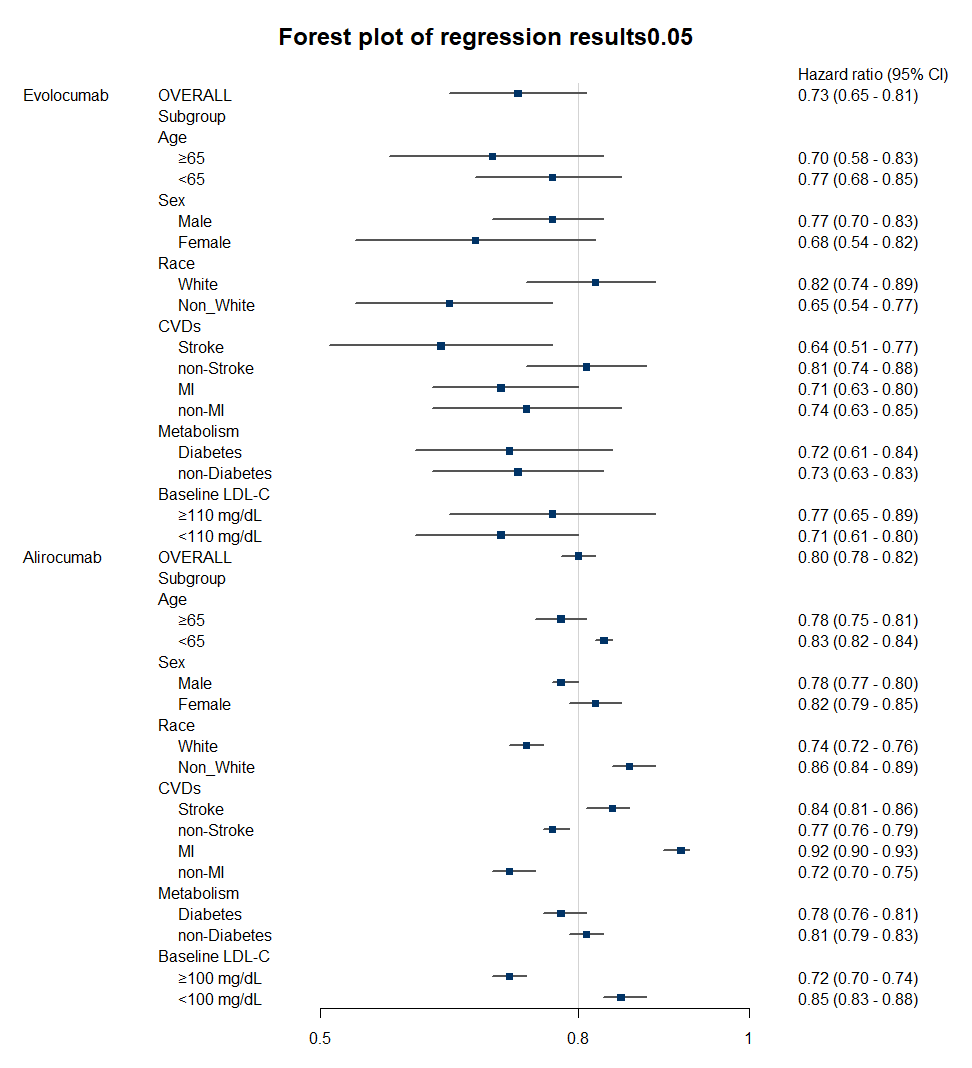 Forest plot of regression results0.05
Hazard ratio (95% CI)
Evolocumab OVERALL 0.73 (0.65 - 0.81)
Subgroup
Age
≥65 0.70 (0.58 - 0.83)
<65 0.77 (0.68 - 0.85)
Sex
Male 0.77 (0.70 - 0.83)
Female 0.68 (0.54 - 0.82)
Race
White 0.82 (0.74 - 0.89)
Non_White 0.65 (0.54 - 0.77)
CVDs
Stroke 0.64 (0.51 - 0.77)
non-Stroke 0.81 (0.74 - 0.88)
MI 0.71 (0.63 - 0.80)
non-MI 0.74 (0.63 - 0.85)
Metabolism
Diabetes 0.72 (0.61 - 0.84)
non-Diabetes 0.73 (0.63 - 0.83)
Baseline LDL-C
≥110 mg/dL 0.77 (0.65 - 0.89)
<110 mg/dL 0.71 (0.61 - 0.80)
Alirocumab OVERALL 0.80 (0.78 - 0.82)
Subgroup
Age
≥65 0.78 (0.75 - 0.81)
<65 0.83 (0.82 - 0.84)
Sex
Male 0.78 (0.77 - 0.80)
Female 0.82 (0.79 - 0.85)
Race
White 0.74 (0.72 - 0.76)
Non_White 0.86 (0.84 - 0.89)
CVDs
Stroke 0.84 (0.81 - 0.86)
non-Stroke 0.77 (0.76 - 0.79)
MI 0.92 (0.90 - 0.93)
non-MI 0.72 (0.70 - 0.75)
Metabolism
Diabetes 0.78 (0.76 - 0.81)
non-Diabetes 0.81 (0.79 - 0.83)
Baseline LDL-C
≥100 mg/dL 0.72 (0.70 - 0.74)
<100 mg/dL 0.85 (0.83 - 0.88)
0.5 0.8 1